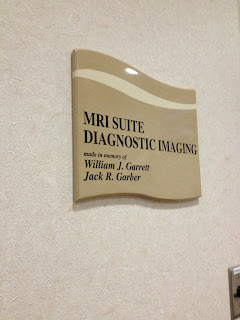 MRI SUITE
DIAGNOSTIC IMAGING
made in memory of
William J. Garrett
Jack R. Garber